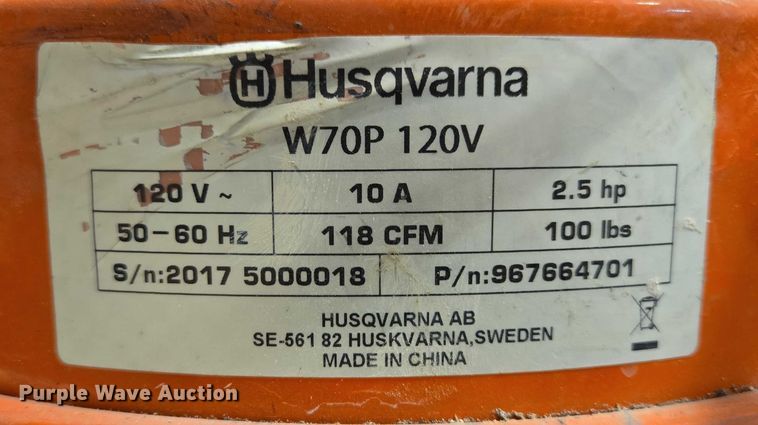 H Husqvarna
W70P 120V
120 V ~ 10 A 2.5 hp
50-60 Hz 118 CFM 100 lbs
S/n:2017 5000018 P/n:967664701
HUSQVARNA AB
SE-561 82 HUSKVARNA,SWEDEN
MADE IN CHINA
Purple Wave Auction